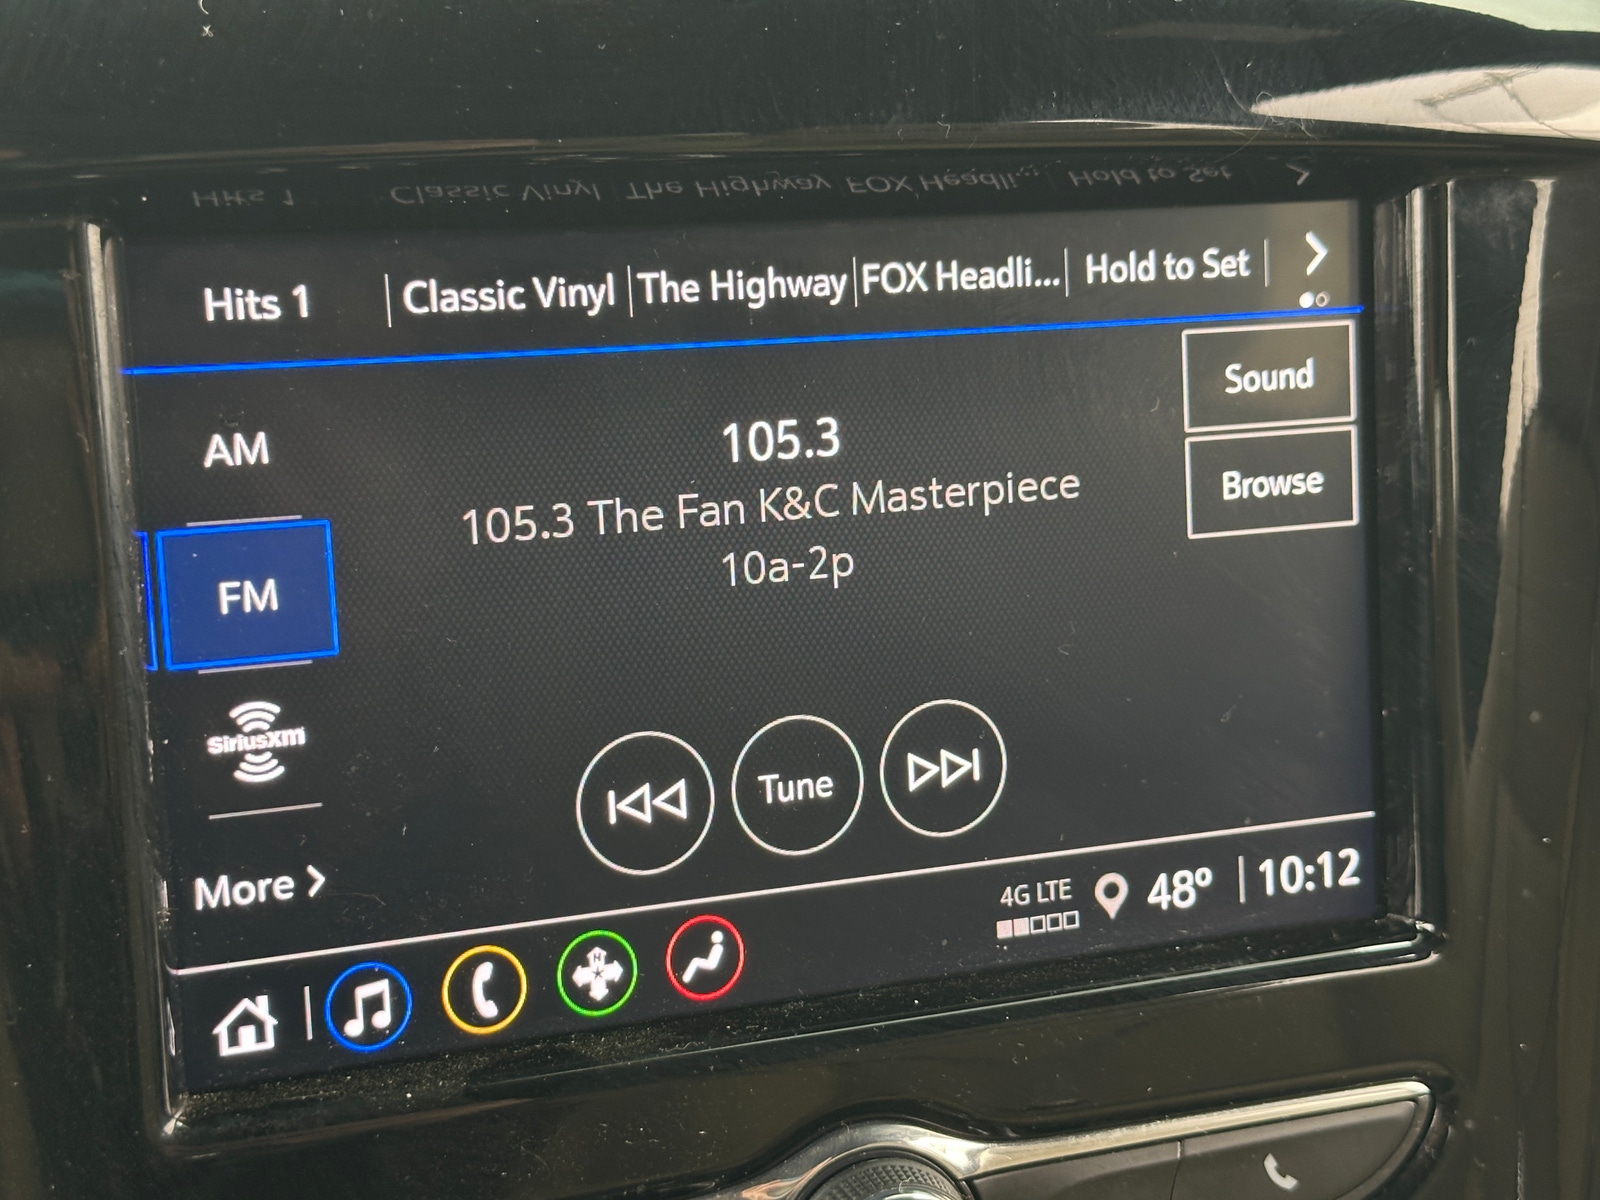 Hits 1 Classic Vinyl The Highway FOX Headli... Hold to Set
Sound
Browse
AM
FM
SiriusXm
More
105.3
105.3 The Fan K&C Masterpiece
10a-2p
Tune
4G LTE 48° 10:12
N